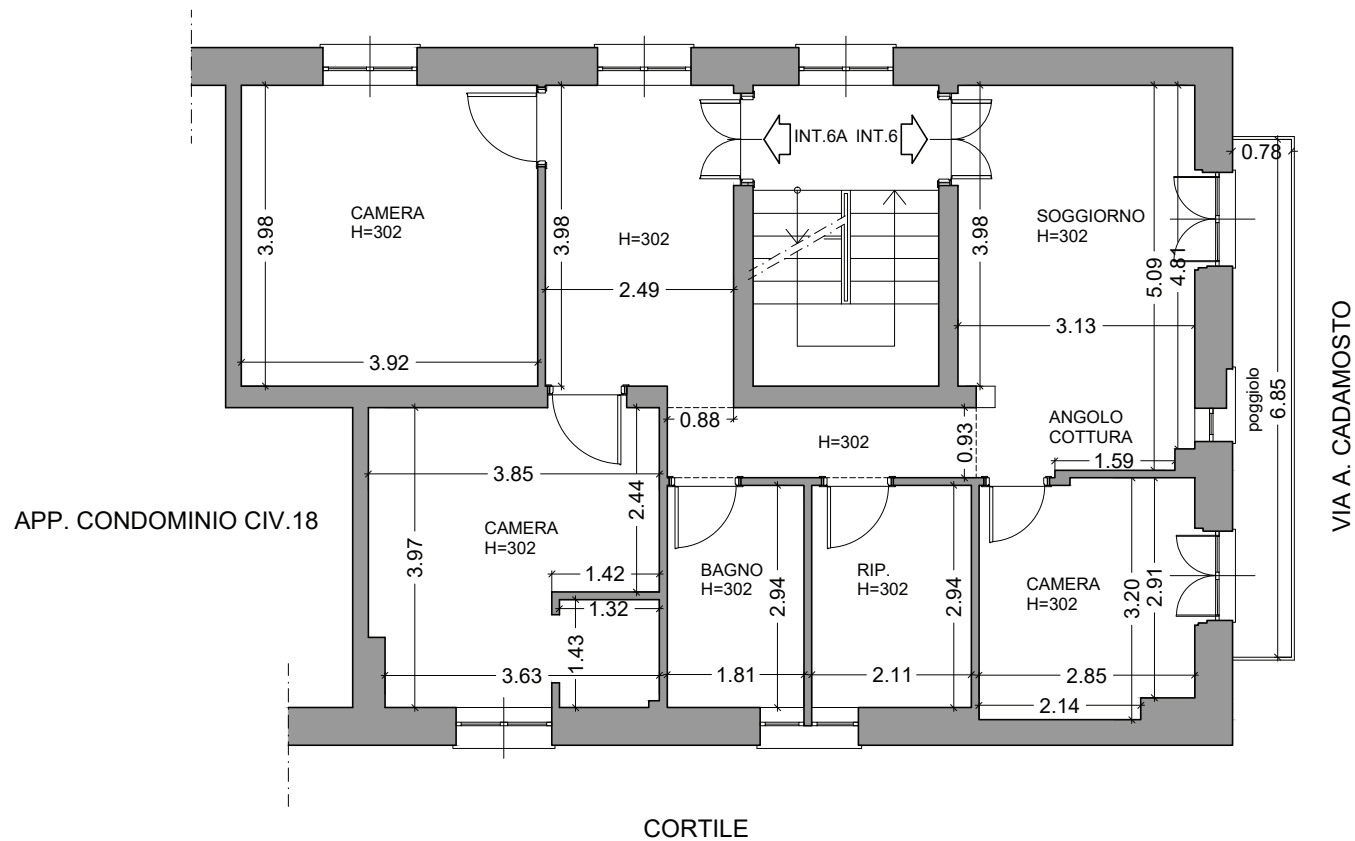 INT.6A INT.6
0.78
CAMERA
H=302
3.98
3.98
H=302
3.98
SOGGIORNO
H=302
5.09
4.81
2.49
3.13
3.92
VIA A. CADAMOSTO
poggiolo
6.85
0.88
H=302
0.93
ANGOLO
COTTURA
1.59
3.85
2.44
APP. CONDOMINIO CIV.18
CAMERA
H=302
3.97
1.42
1.32
1.43
3.63
BAGNO
H=302
2.94
1.81
RIP.
H=302
2.94
2.11
CAMERA
H=302
3.20
2.91
2.85
2.14
CORTILE